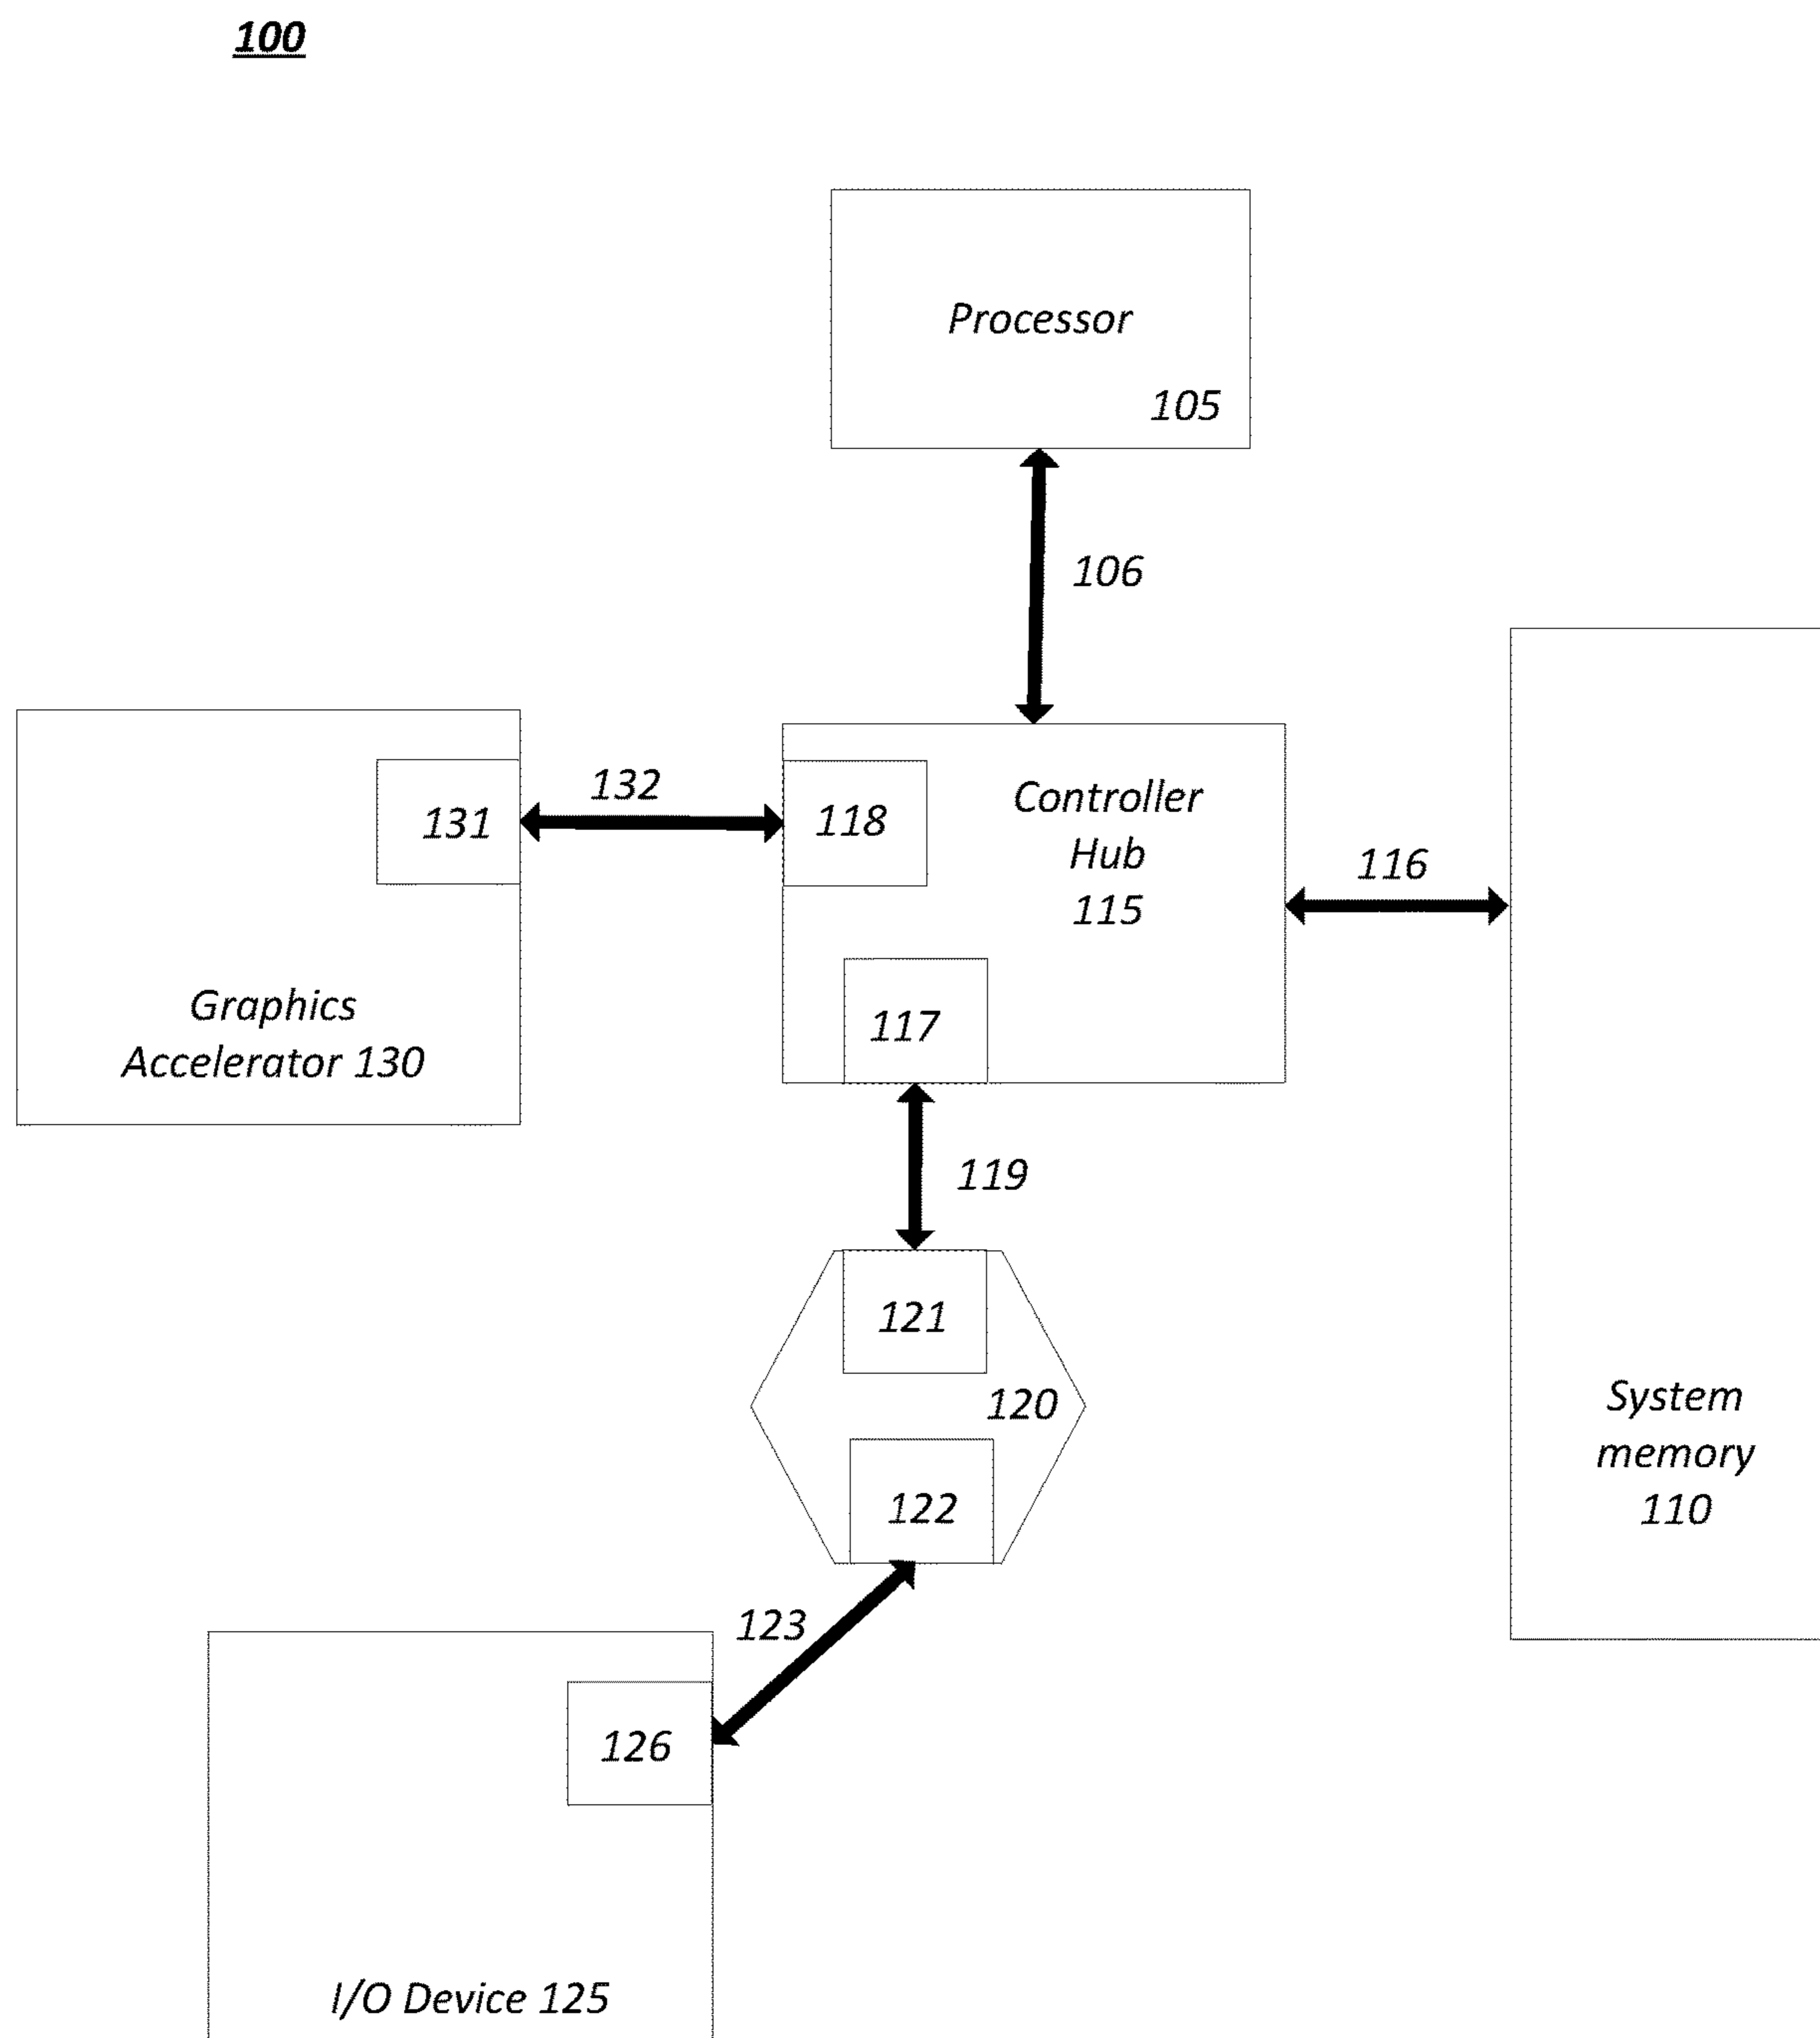 100
Processor
105
106
132
131
118
Controller
Hub
115
116
Graphics
Accelerator 130
117
119
121
120
122
System
memory
110
123
126
I/O Device 125